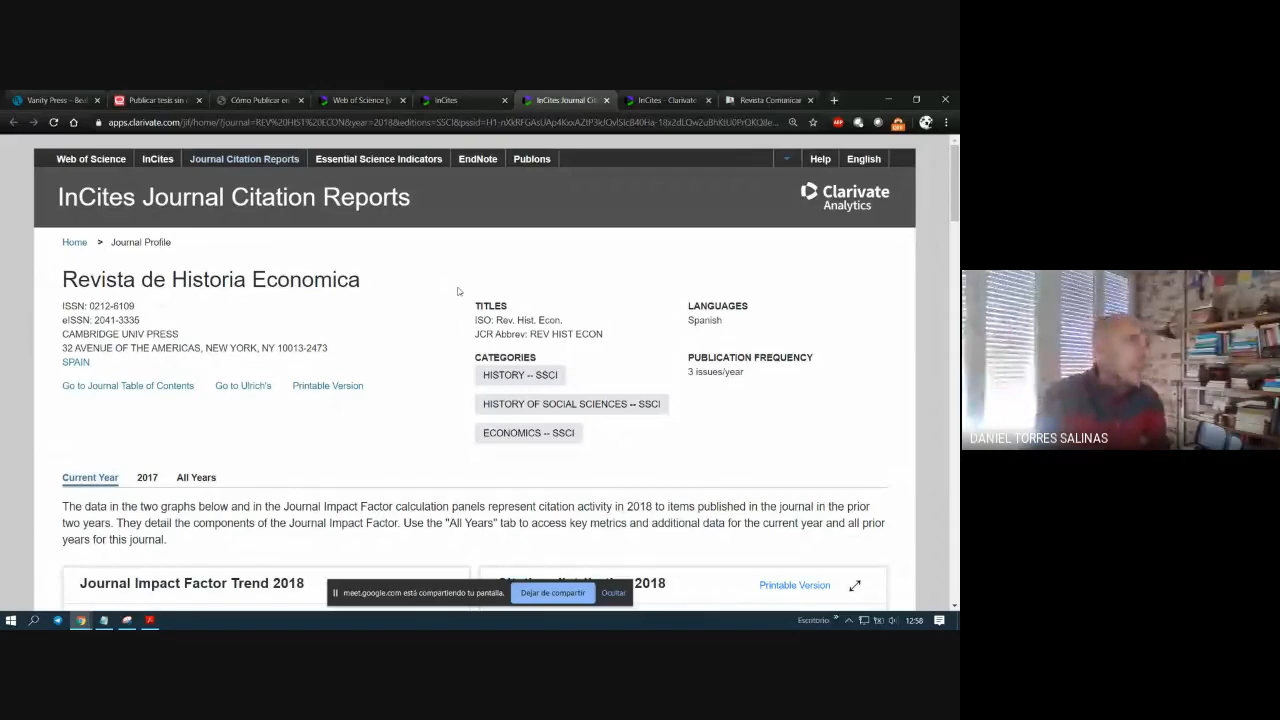 Vanity Press – Be
Publicar tesis sin
Cómo Publicar en
Web of Science
InCites
InCites Journal Cit
InCites - Clarivate
Revista Comunicar
apps.clarivate.com/jif/home/?journal=REV%20HIST%20ECON&year=2018&editions=SSCI&pssid=H1-
Web of Science
InCites
Journal Citation Reports
Essential Science Indicators
EndNote
Publons
Help
English
InCites Journal Citation Reports
Clarivate
Analytics
Home > Journal Profile
Revista de Historia Economica
ISSN: 0212-6109
eISSN: 2041-3335
CAMBRIDGE UNIV PRESS
32 AVENUE OF THE AMERICAS, NEW YORK, NY 10013-2473
SPAIN
Go to Journal Table of Contents
Go to Ulrich's
Printable Version
TITLES
ISO: Rev. Hist. Econ.
JCR Abbrev: REV HIST ECON
CATEGORIES
HISTORY -- SSCI
HISTORY OF SOCIAL SCIENCES -- SSCI
ECONOMICS -- SSCI
LANGUAGES
Spanish
PUBLICATION FREQUENCY
3 issues/year
Current Year
2017
All Years
The data in the two graphs below and in the Journal Impact Factor calculation panels represent citation activity in 2018 to items published in the journal in the prior
two years. They detail the components of the Journal Impact Factor. Use the "All Years" tab to access key metrics and additional data for the current year and all prior
years for this journal.
Journal Impact Factor Trend 2018
2018
Printable Version
meet.google.com está compartiendo tu pantalla.
Dejar de compartir
Ocultar
Escritorio
12:58
DANIEL TORRES SALINAS